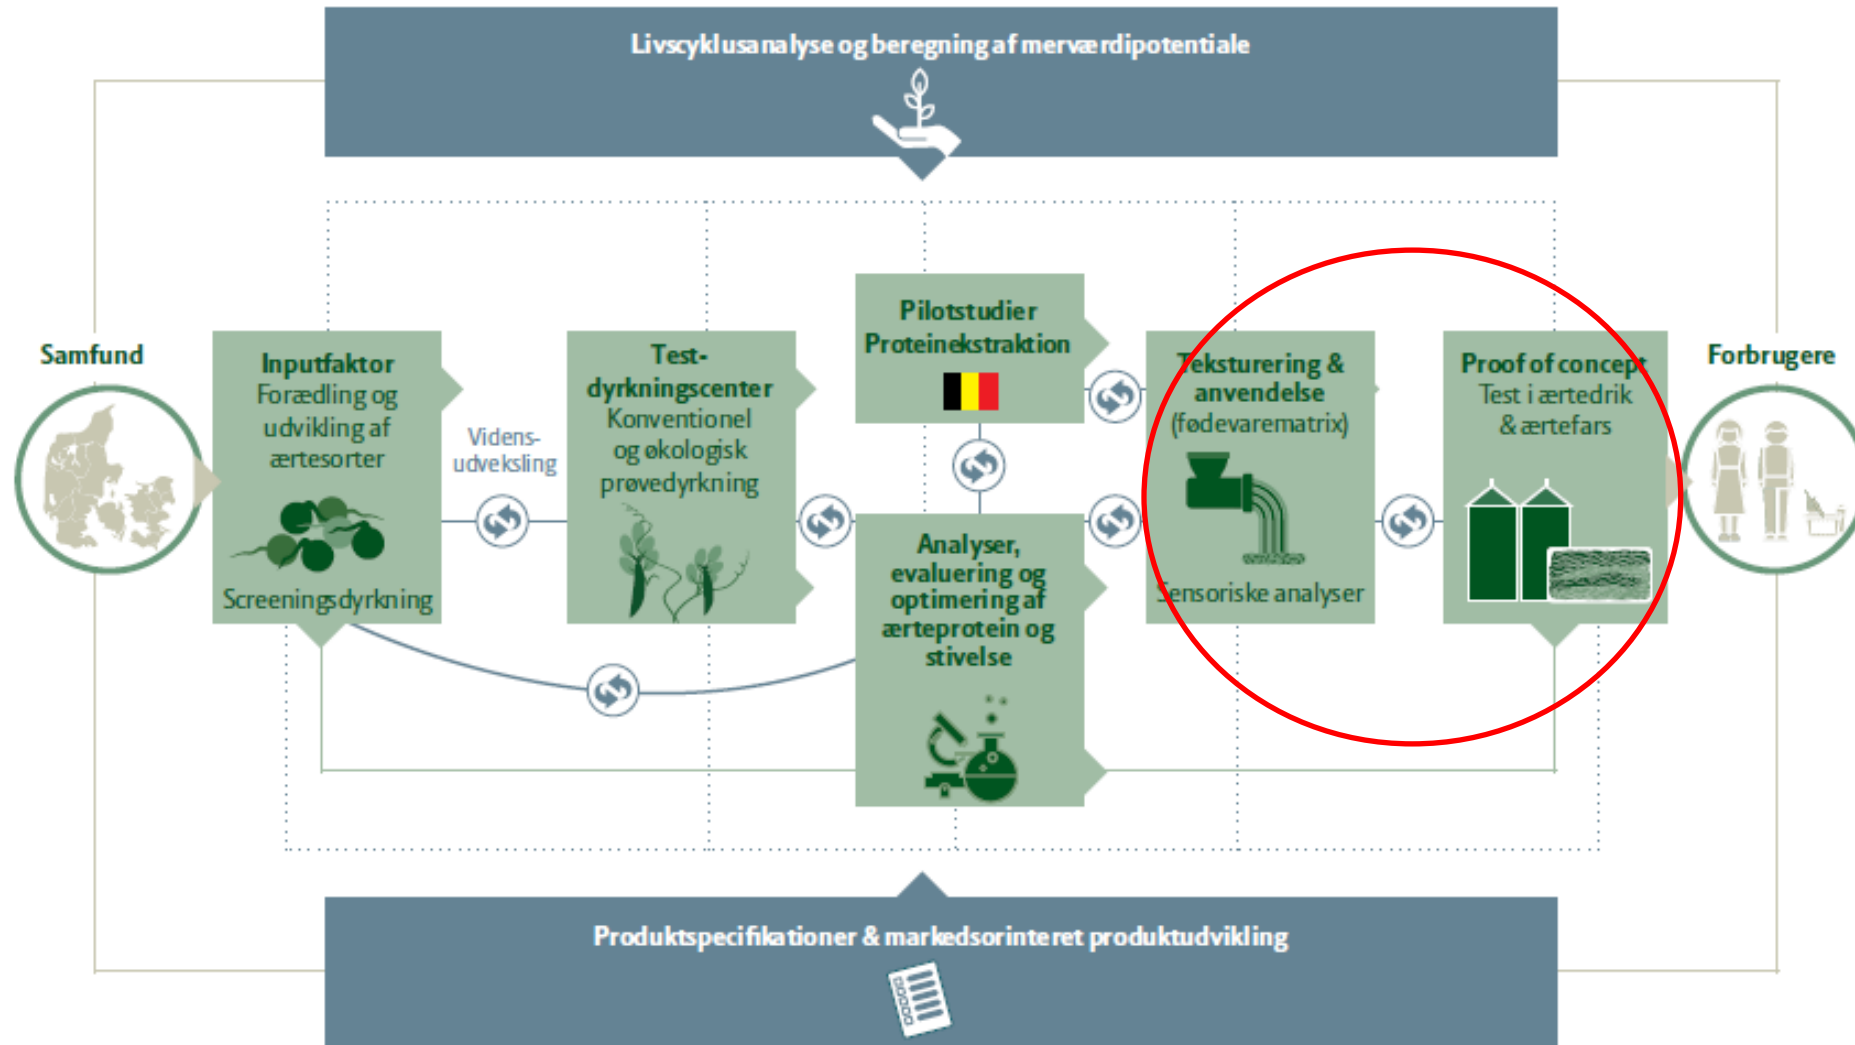 Livscyklusanalyse og beregning af merværdipotentiale
Samfund
Inputfaktor
Forædling og
udvikling af
ærtesorter
Screeningsdyrkning
Videns-
udveksling
Test-
dyrkningscenter
Konventionel
og økologisk
prøvedyrkning
Pilotstudier
Proteinekstraktion
Analyser,
evaluering og
optimering af
ærteprotein og
stivelse
Teksturering &
anvendelse
(fødevarematrix)
Sensoriske analyser
Proof of concept
Test i ærtedrik
& ærtefars
Forbrugere
Produktspecifikationer & markedsorinteret produktudvikling